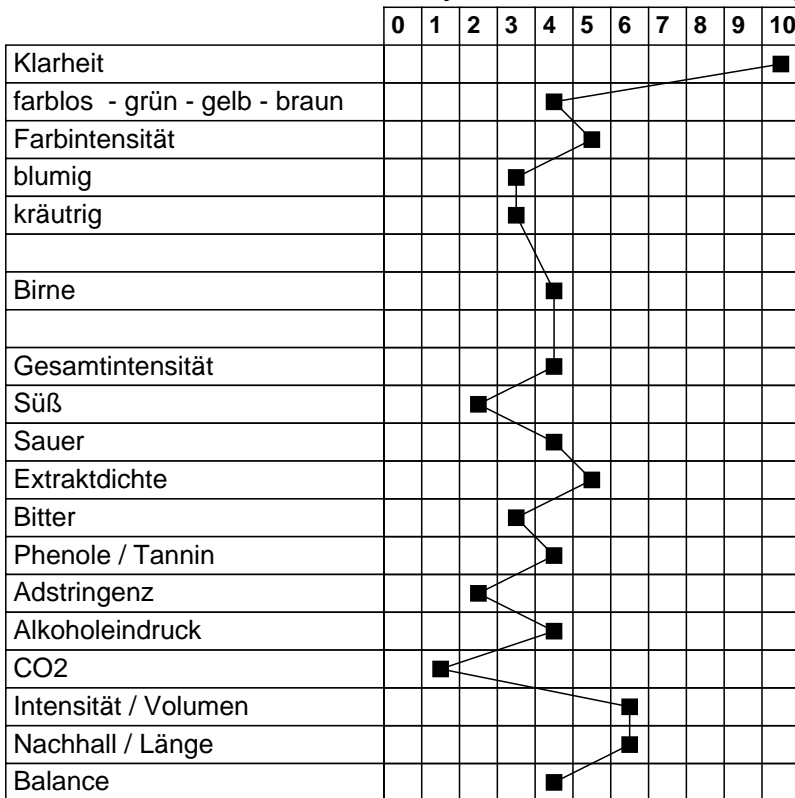 0 1 2 3 4 5 6 7 8 9 10
Klarheit
farblos - grün - gelb - braun
Farbintensität
blumig
kräutrig
Birne
Gesamtintensität
Süß
Sauer
Extraktdichte
Bitter
Phenole / Tannin
Adstringenz
Alkoholeindruck
CO2
Intensität / Volumen
Nachhall / Länge
Balance